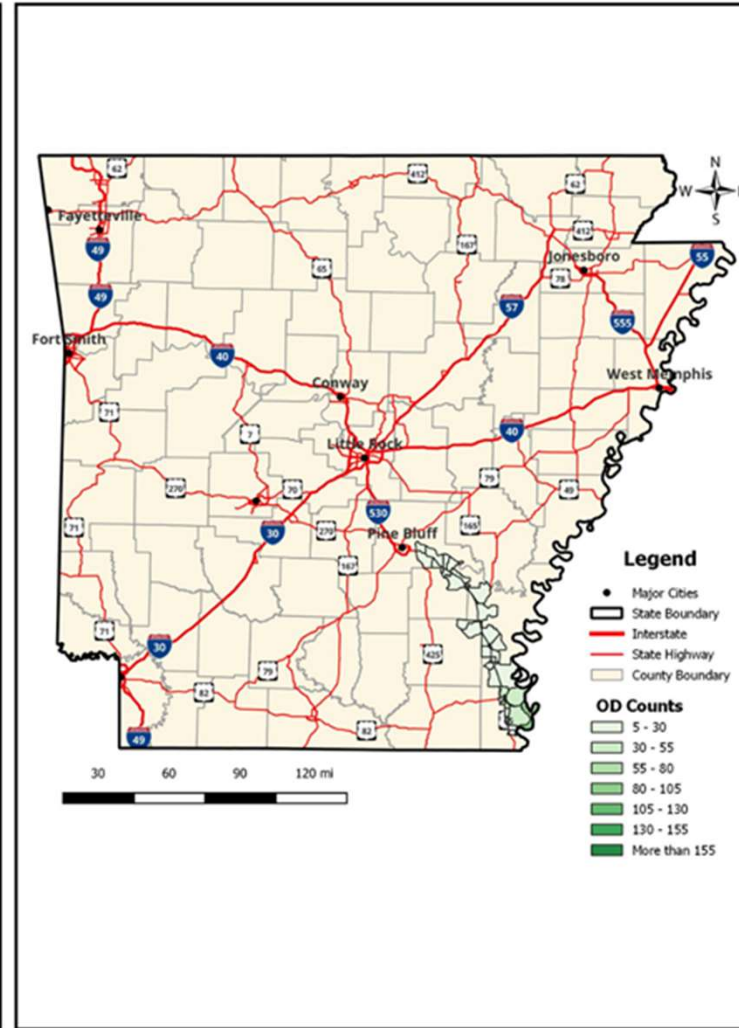 N
W
S
62
412
62
Fayetteville
412
49
167
Jonesboro
55
65
78
49
57
555
Fort Smith
40
Conway
West Memphis
71
7
Little Rock
40
79
270
70
49
530
71
30
270
165
Pine Bluff
167
71
30
425
79
82
82
49
30 60 90 120 mi
Legend
Major Cities
State Boundary
Interstate
State Highway
County Boundary
OD Counts
5 - 30
30 - 55
55 - 80
80 - 105
105 - 130
130 - 155
More than 155